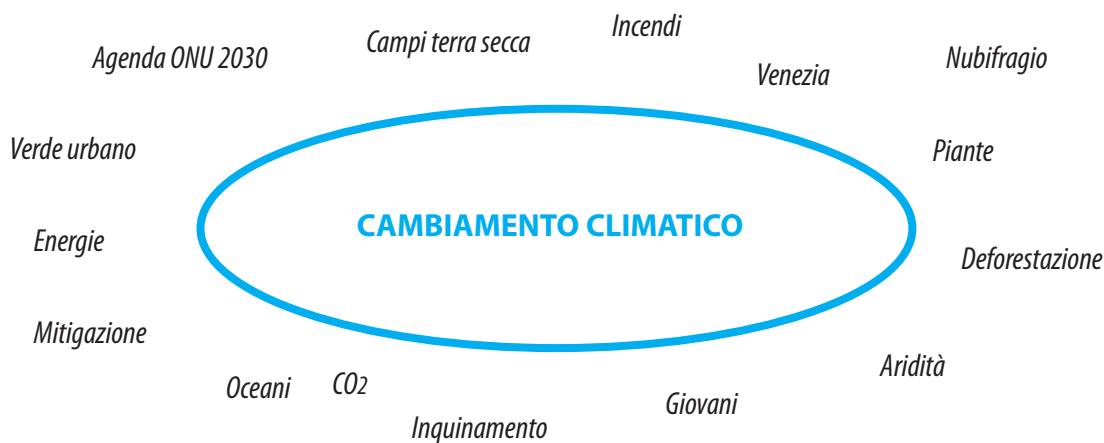 Incendi
Campi terra secca
Agenda ONU 2030
Nubifragio
Venezia
Verde urbano
Piante
CAMBIAMENTO CLIMATICO
Energie
Deforestazione
Mitigazione
Aridità
Oceani
CO2
Giovani
Inquinamento